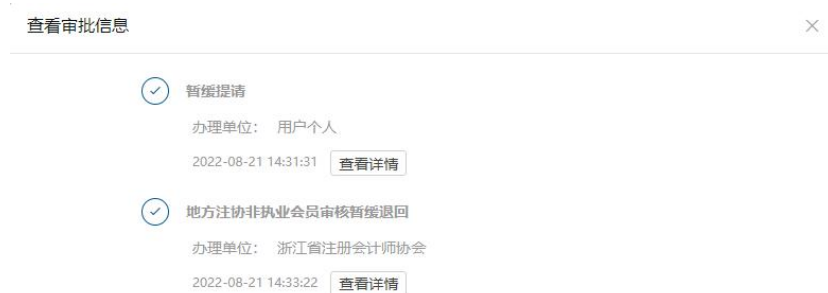 查看审批信息
暂缓提请
办理单位： 用户个人
2022-08-21 14:31:31 查看详情
地方注协非执业会员审核暂缓退回
办理单位： 浙江省注册会计师协会
2022-08-21 14:33:22 查看详情